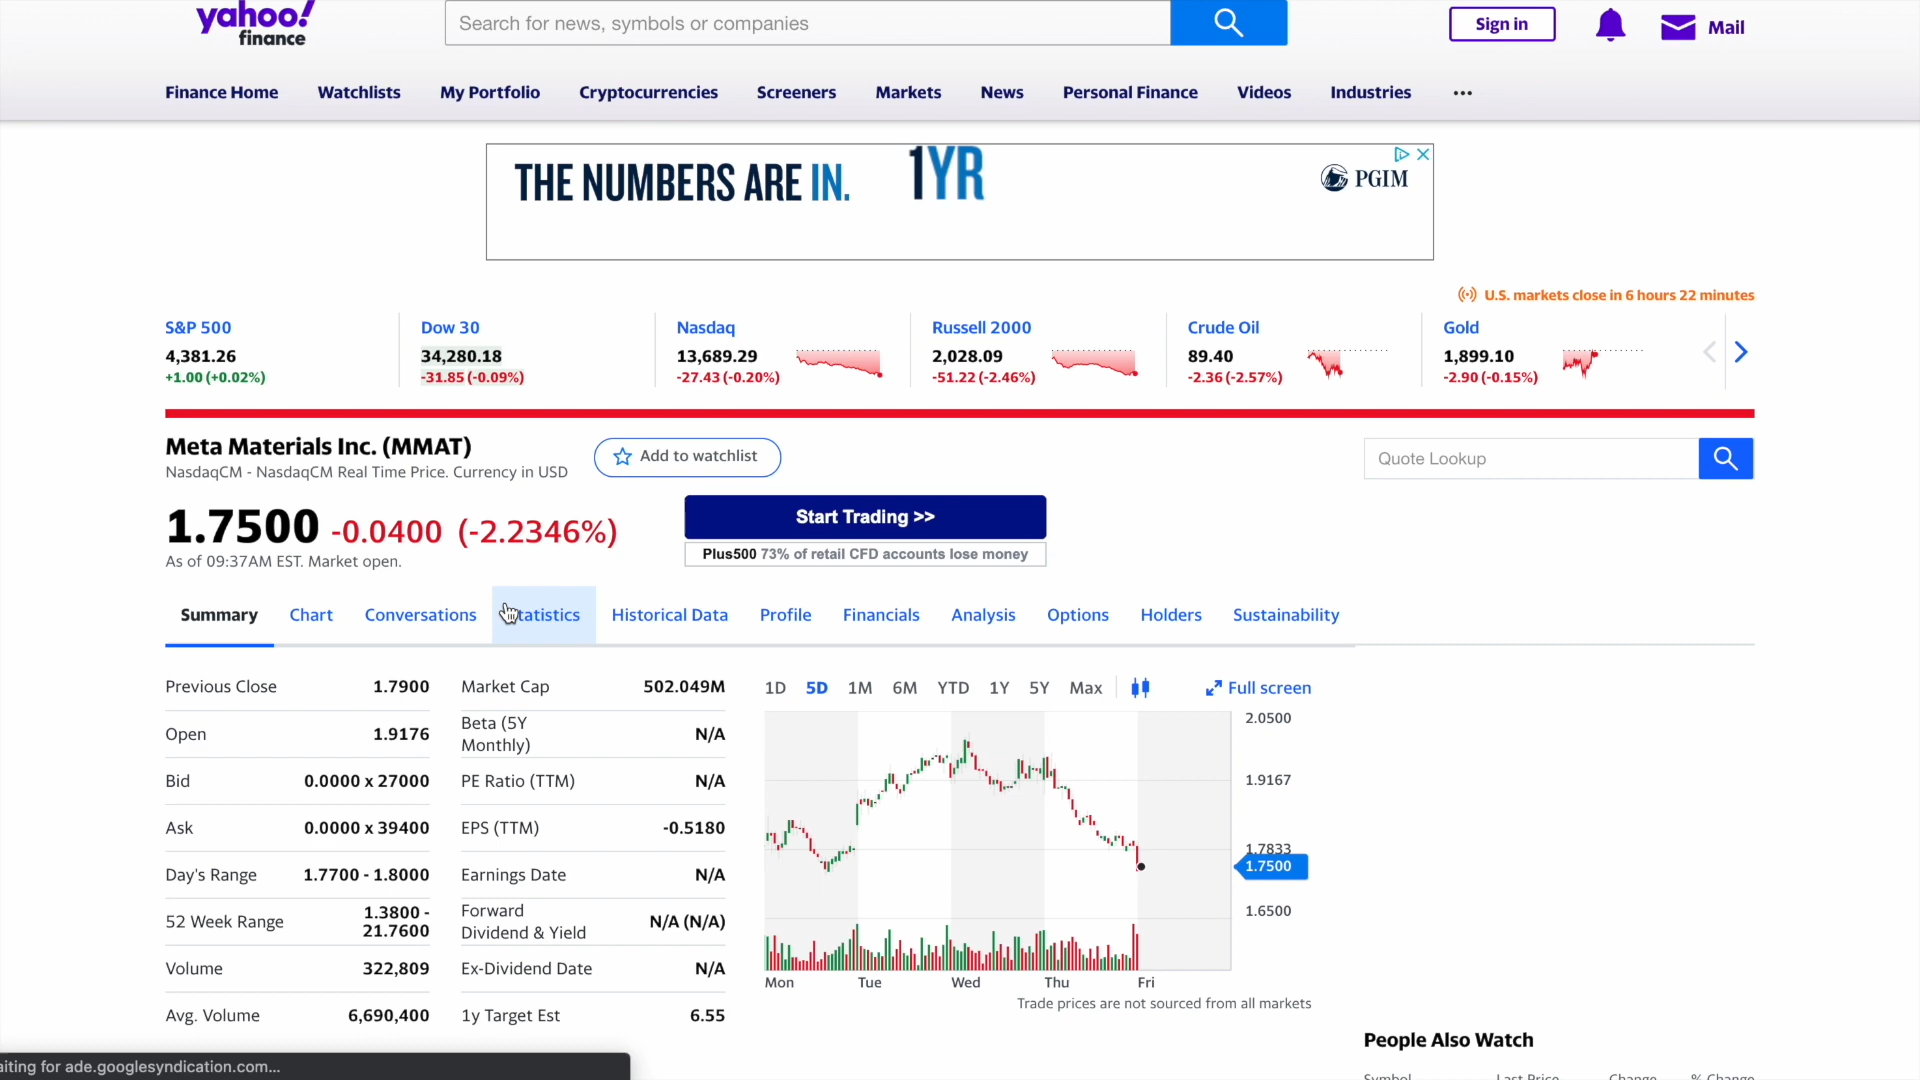 yahoo!
finance
Search for news, symbols or companies
Sign in
Mail
Finance Home Watchlists My Portfolio Cryptocurrencies Screeners Markets News Personal Finance Videos Industries ...
THE NUMBERS ARE IN. 1YR PGIM
U.S. markets close in 6 hours 22 minutes
S&P 500 Dow 30 Nasdaq Russell 2000 Crude Oil Gold
4,381.26 34,280.18 13,689.29 2,028.09 89.40 1,899.10
+1.00 (+0.02%) -31.85 (-0.09%) -27.43 (-0.20%) -51.22 (-2.46%) -2.36 (-2.57%) -2.90 (-0.15%)
Meta Materials Inc. (MMAT)
NasdaqCM - NasdaqCM Real Time Price. Currency in USD
Add to watchlist
Quote Lookup
1.7500 -0.0400 (-2.2346%)
As of 09:37AM EST. Market open.
Start Trading >>
Plus500 73% of retail CFD accounts lose money
Summary Chart Conversations Statistics Historical Data Profile Financials Analysis Options Holders Sustainability
Previous Close 1.7900
Open 1.9176
Bid 0.0000 x 27000
Ask 0.0000 x 39400
Day's Range 1.7700 - 1.8000
52 Week Range 1.3800 -
21.7600
Volume 322,809
Avg. Volume 6,690,400
Market Cap 502.049M
Beta (5Y
Monthly) N/A
PE Ratio (TTM) N/A
EPS (TTM) -0.5180
Earnings Date N/A
Forward
Dividend & Yield N/A (N/A)
Ex-Dividend Date N/A
1y Target Est 6.55
1D 5D 1M 6M YTD 1Y 5Y Max Full screen
2.0500
1.9167
1.7833
1.7500
1.6500
Mon Tue Wed Thu Fri
Trade prices are not sourced from all markets
People Also Watch
Symbol Last Price Change % Change
aiting for ade.googlesyndication.com...